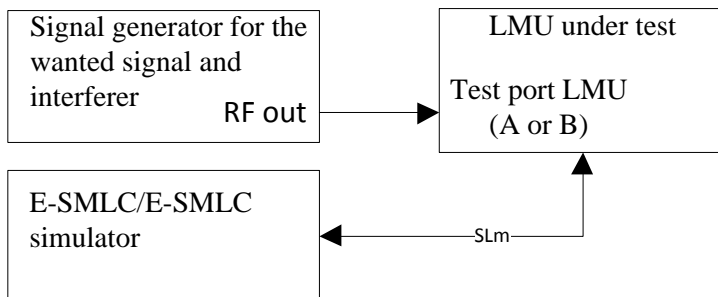 Signal generator for the
wanted signal and
interferer
RF out
LMU under test
Test port LMU
(A or B)
E-SMLC/E-SMLC
simulator
SLm